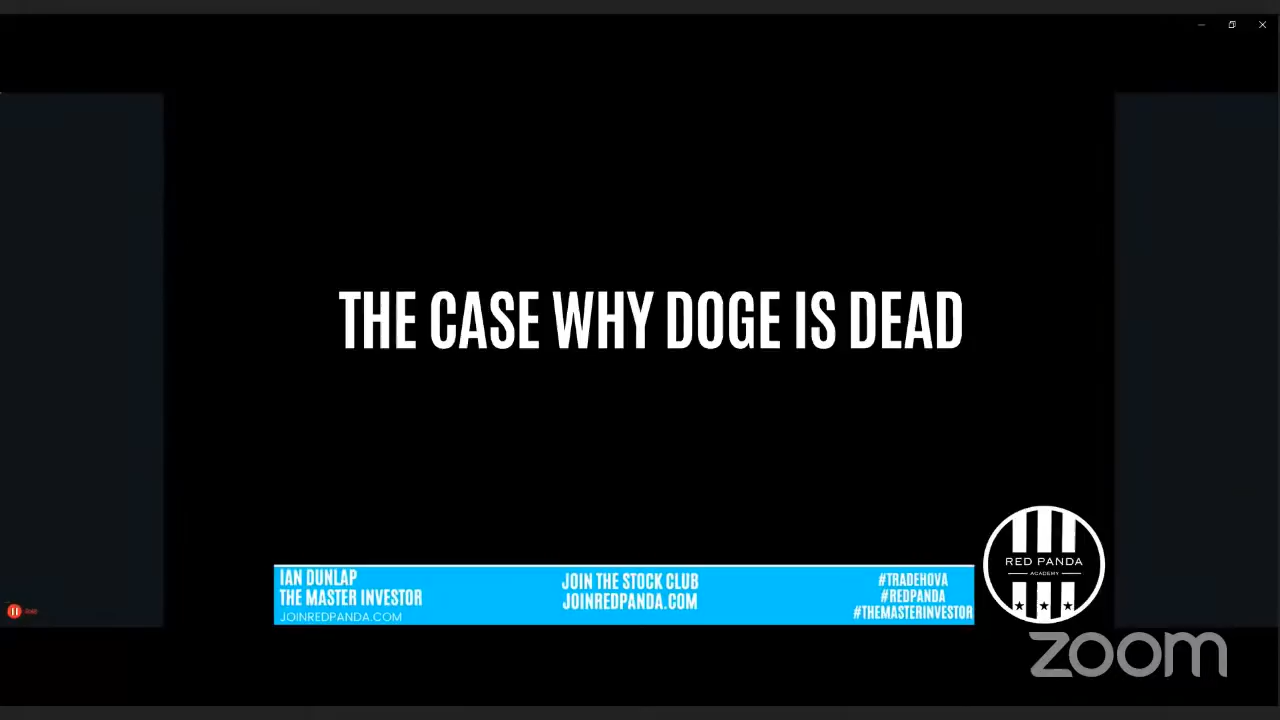 THE CASE WHY DOGE IS DEAD
IAN DUNLAP
THE MASTER INVESTOR
JOINREDPANDA.COM
JOIN THE STOCK CLUB
JOINREDPANDA.COM
#TRADEHOVA
#REDPANDA
#THEMASTERINVESTOR
RED PANDA
ACADEMY
zoom